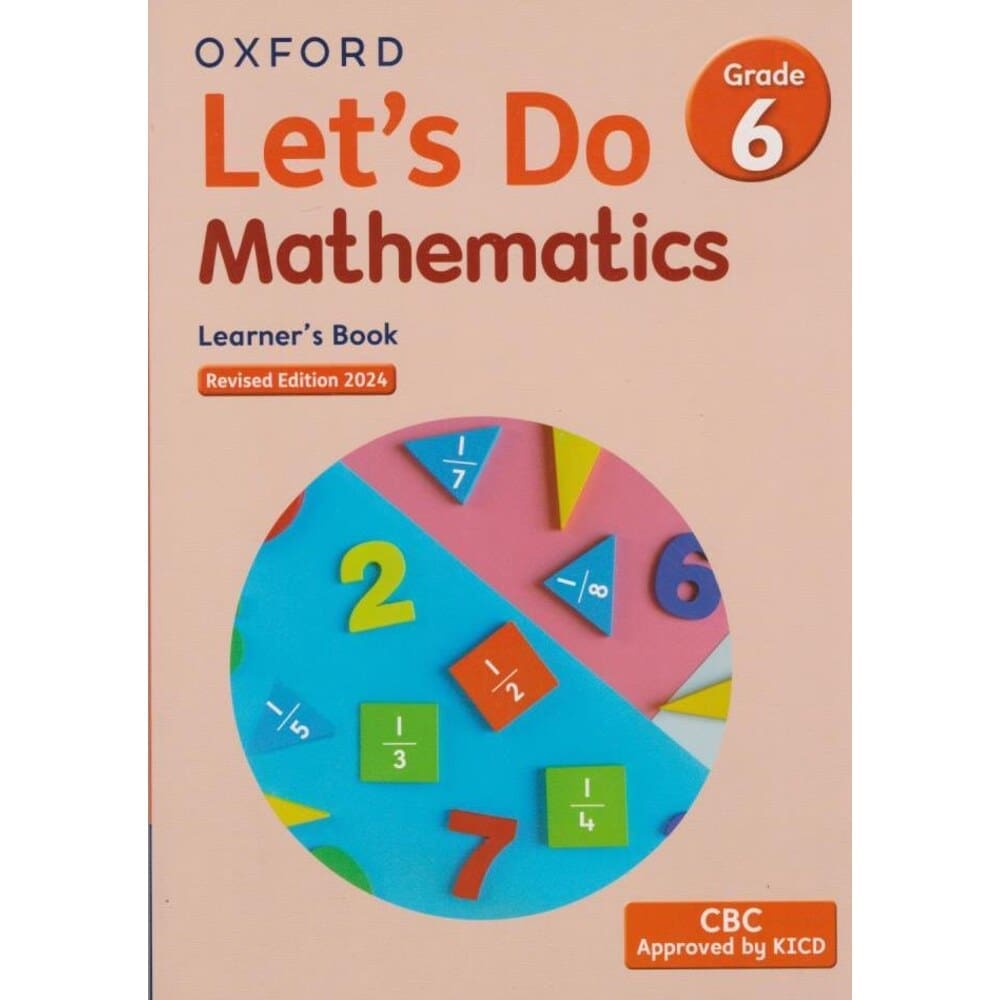 OXFORD
Grade
6
Let's Do
Mathematics
Learner's Book
Revised Edition 2024
1/7
1/8
6
2
1/2
1/5
1/3
1/4
7
CBC
Approved by KICD